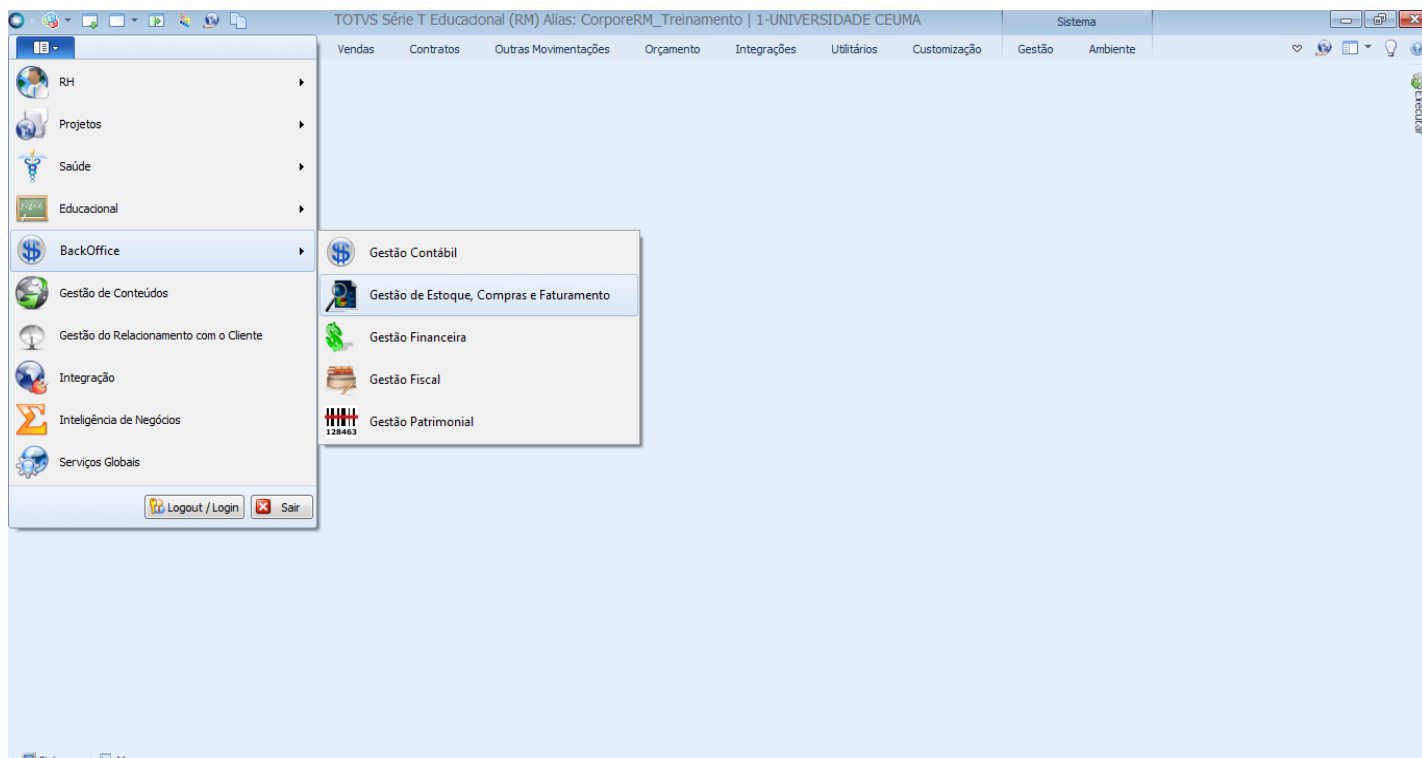 TOTVS Série T Educacional (RM) Alias: CorporeRM_Treinamento | 1-UNIVERSIDADE CEUMA
Sistema
Vendas Contratos Outras Movimentações Orçamento Integrações Utilitários Customização Gestão Ambiente
Executar
RH
Projetos
Saúde
Educacional
BackOffice
Gestão de Conteúdos
Gestão do Relacionamento com o Cliente
Integração
Inteligência de Negócios
Serviços Globais
Logout / Login Sair
Gestão Contábil
Gestão de Estoque, Compras e Faturamento
Gestão Financeira
Gestão Fiscal
Gestão Patrimonial
128463